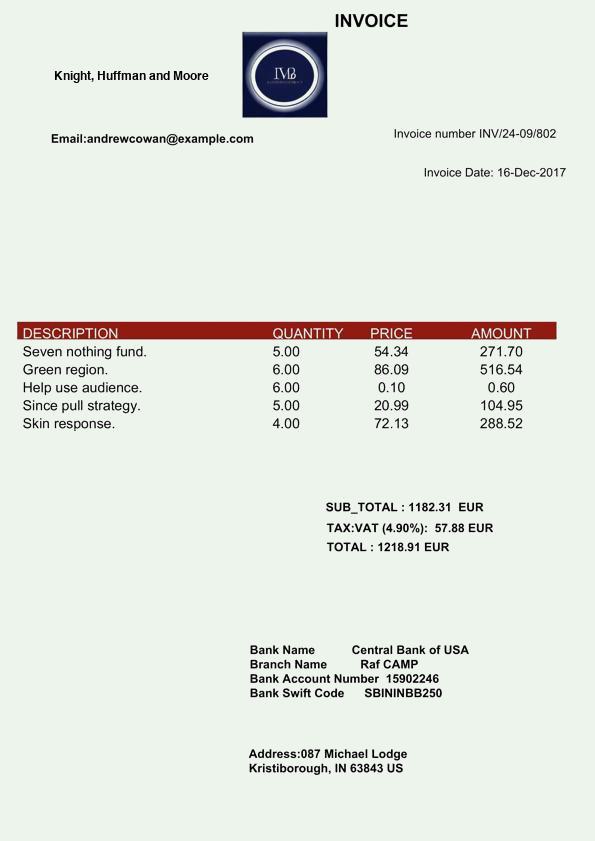 INVOICE
Knight, Huffman and Moore
Email:andrewcowan@example.com
Invoice number INV/24-09/802
Invoice Date: 16-Dec-2017
DESCRIPTION QUANTITY PRICE AMOUNT
Seven nothing fund. 5.00 54.34 271.70
Green region. 6.00 86.09 516.54
Help use audience. 6.00 0.10 0.60
Since pull strategy. 5.00 20.99 104.95
Skin response. 4.00 72.13 288.52
SUB_TOTAL : 1182.31 EUR
TAX:VAT (4.90%): 57.88 EUR
TOTAL : 1218.91 EUR
Bank Name Central Bank of USA
Branch Name Raf CAMP
Bank Account Number 15902246
Bank Swift Code SBININBB250
Address:087 Michael Lodge
Kristiborough, IN 63843 US